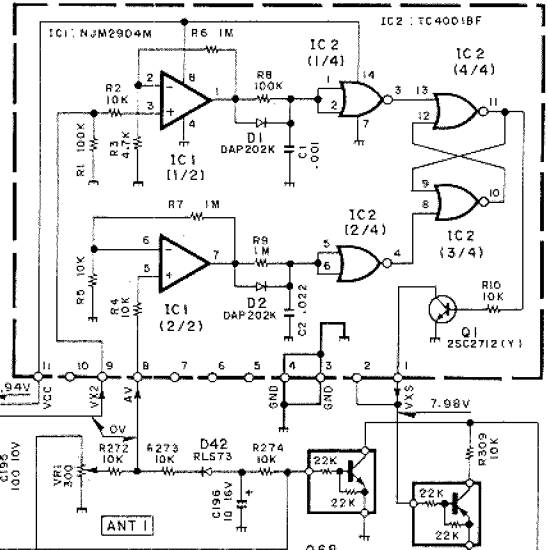 IC1: NJM2904M
R6 1M
IC2 : TC4001BF
IC2
(1/4)
IC2
(4/4)
R2
10K
2
3
8
4
1
R8
100K
1
2
14
3
7
13
12
11
R1 100K
R3
4.7K
IC1
(1/2)
D1
DAP202K
C1
.001
R7 1M
IC2
(2/4)
9
8
10
IC2
(3/4)
R5 10K
6
5
7
R4
10K
R9
1M
5
6
4
IC1
(2/2)
D2
DAP202K
C2 .022
R10
10K
Q1
2SC2712(Y)
11
10
9
8
7
6
5
4
3
2
1
.94V
VCC
VX2
AV
GND
GND
VXS
7.98V
0V
C195
100 10V
VR1
300
R272
10K
R273
10K
D42
RLS73
R274
10K
C196
10 16V
+
22K
22K
R309
10K
22K
22K
ANT 1